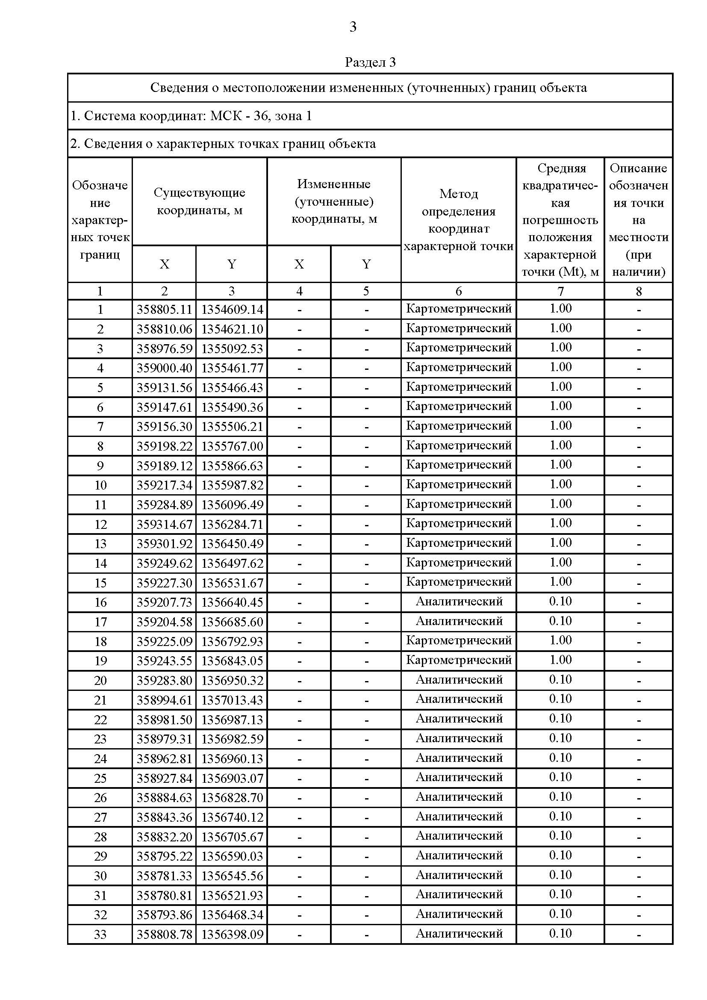 3
Раздел 3
Сведения о местоположении измененных (уточненных) границ объекта
1. Система координат: МСК - 36, зона 1
2. Сведения о характерных точках границ объекта
Обозначе
ние
характер-
ных точек
границ
Существующие
координаты, м
Измененные
(уточненные)
координаты, м
Метод
определения
координат
характерной точки
Средняя
квадратичес-
кая
погрешность
положения
характерной
точки (Mt), м
Описание
обозначен
ия точки
на
местности
(при
наличии)
X Y X Y
1 2 3 4 5 6 7 8
1 358805.11 1354609.14 - - Картометрический 1.00 -
2 358810.06 1354621.10 - - Картометрический 1.00 -
3 358976.59 1355092.53 - - Картометрический 1.00 -
4 359000.40 1355461.77 - - Картометрический 1.00 -
5 359131.56 1355466.43 - - Картометрический 1.00 -
6 359147.61 1355490.36 - - Картометрический 1.00 -
7 359156.30 1355506.21 - - Картометрический 1.00 -
8 359198.22 1355767.00 - - Картометрический 1.00 -
9 359189.12 1355866.63 - - Картометрический 1.00 -
10 359217.34 1355987.82 - - Картометрический 1.00 -
11 359284.89 1356096.49 - - Картометрический 1.00 -
12 359314.67 1356284.71 - - Картометрический 1.00 -
13 359301.92 1356450.49 - - Картометрический 1.00 -
14 359249.62 1356497.62 - - Картометрический 1.00 -
15 359227.30 1356531.67 - - Картометрический 1.00 -
16 359207.73 1356640.45 - - Аналитический 0.10 -
17 359204.58 1356685.60 - - Аналитический 0.10 -
18 359225.09 1356792.93 - - Картометрический 1.00 -
19 359243.55 1356843.05 - - Картометрический 1.00 -
20 359283.80 1356950.32 - - Аналитический 0.10 -
21 358994.61 1357013.43 - - Аналитический 0.10 -
22 358981.50 1356987.13 - - Аналитический 0.10 -
23 358979.31 1356982.59 - - Аналитический 0.10 -
24 358962.81 1356960.13 - - Аналитический 0.10 -
25 358927.84 1356903.07 - - Аналитический 0.10 -
26 358884.63 1356828.70 - - Аналитический 0.10 -
27 358843.36 1356740.12 - - Аналитический 0.10 -
28 358832.20 1356705.67 - - Аналитический 0.10 -
29 358795.22 1356590.03 - - Аналитический 0.10 -
30 358781.33 1356545.56 - - Аналитический 0.10 -
31 358780.81 1356521.93 - - Аналитический 0.10 -
32 358793.86 1356468.34 - - Аналитический 0.10 -
33 358808.78 1356398.09 - - Аналитический 0.10 -